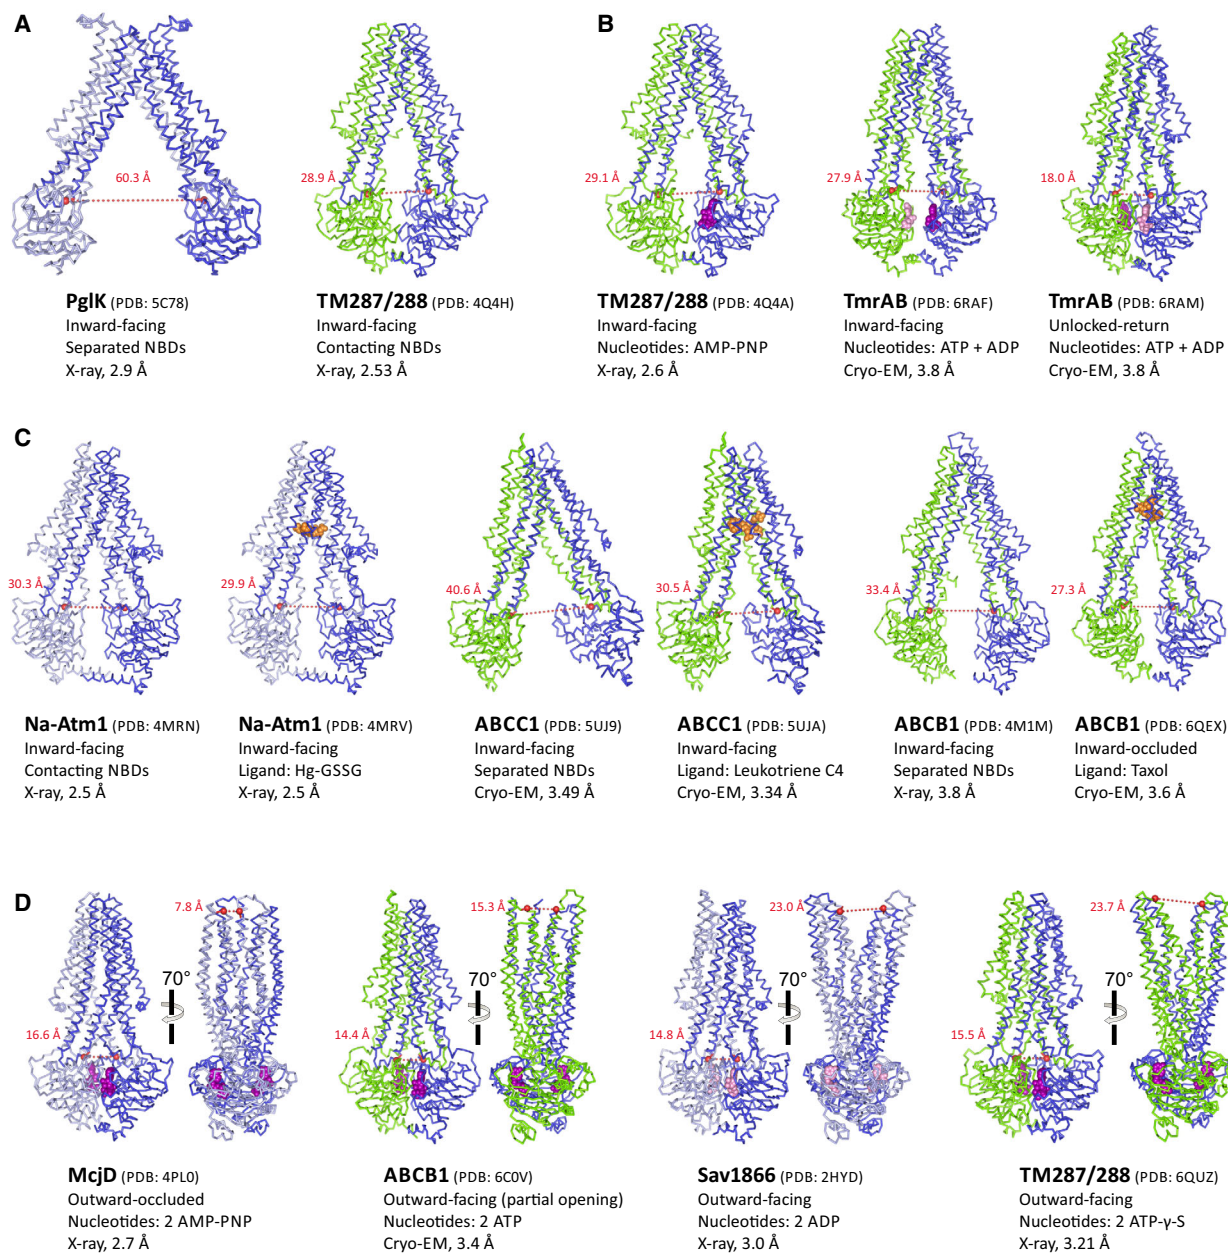 A
60.3 Å
28.9 Å
PglK (PDB: 5C78)
Inward-facing
Separated NBDs
X-ray, 2.9 Å
TM287/288 (PDB: 4Q4H)
Inward-facing
Contacting NBDs
X-ray, 2.53 Å
B
29.1 Å
27.9 Å
18.0 Å
TM287/288 (PDB: 4Q4A)
Inward-facing
Nucleotides: AMP-PNP
X-ray, 2.6 Å
TmrAB (PDB: 6RAF)
Inward-facing
Nucleotides: ATP + ADP
Cryo-EM, 3.8 Å
TmrAB (PDB: 6RAM)
Unlocked-return
Nucleotides: ATP + ADP
Cryo-EM, 3.8 Å
C
30.3 Å
29.9 Å
40.6 Å
30.5 Å
33.4 Å
27.3 Å
Na-Atm1 (PDB: 4MRN)
Inward-facing
Contacting NBDs
X-ray, 2.5 Å
Na-Atm1 (PDB: 4MRV)
Inward-facing
Ligand: Hg-GSSG
X-ray, 2.5 Å
ABCC1 (PDB: 5UJ9)
Inward-facing
Separated NBDs
Cryo-EM, 3.49 Å
ABCC1 (PDB: 5UJA)
Inward-facing
Ligand: Leukotriene C4
Cryo-EM, 3.34 Å
ABCB1 (PDB: 4M1M)
Inward-facing
Separated NBDs
X-ray, 3.8 Å
ABCB1 (PDB: 6QEX)
Inward-occluded
Ligand: Taxol
Cryo-EM, 3.6 Å
D
7.8 Å
70°
16.6 Å
15.3 Å
70°
14.4 Å
23.0 Å
70°
14.8 Å
23.7 Å
70°
15.5 Å
McjD (PDB: 4PL0)
Outward-occluded
Nucleotides: 2 AMP-PNP
X-ray, 2.7 Å
ABCB1 (PDB: 6C0V)
Outward-facing (partial opening)
Nucleotides: 2 ATP
Cryo-EM, 3.4 Å
Sav1866 (PDB: 2HYD)
Outward-facing
Nucleotides: 2 ADP
X-ray, 3.0 Å
TM287/288 (PDB: 6QUZ)
Outward-facing
Nucleotides: 2 ATP-γ-S
X-ray, 3.21 Å